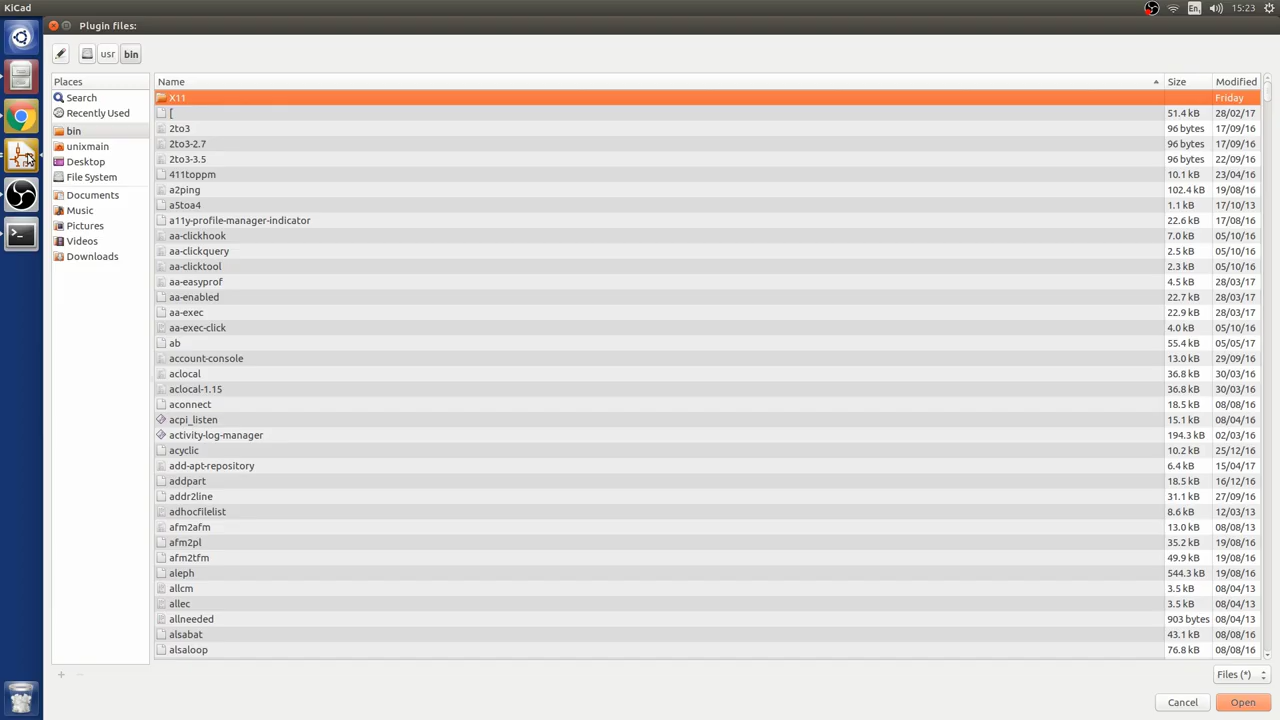 KiCad
En
15:23
Plugin files:
usr
bin
Places
Name
Size
Modified
Search
Recently Used
bin
unixmain
Desktop
File System
Documents
Music
Pictures
Videos
Downloads
X11 Friday
[ 51.4 kB 28/02/17
2to3 96 bytes 17/09/16
2to3-2.7 96 bytes 17/09/16
2to3-3.5 96 bytes 22/09/16
411toppm 10.1 kB 23/04/16
a2ping 102.4 kB 19/08/16
a5toa4 1.1 kB 17/10/13
a11y-profile-manager-indicator 22.6 kB 17/08/16
aa-clickhook 7.0 kB 05/10/16
aa-clickquery 2.5 kB 05/10/16
aa-clicktool 2.3 kB 05/10/16
aa-easyprof 4.5 kB 28/03/17
aa-enabled 22.7 kB 28/03/17
aa-exec 22.9 kB 28/03/17
aa-exec-click 4.0 kB 05/10/16
ab 55.4 kB 05/05/17
account-console 13.0 kB 29/09/16
aclocal 36.8 kB 30/03/16
aclocal-1.15 36.8 kB 30/03/16
aconnect 18.5 kB 08/08/16
acpi_listen 15.1 kB 08/04/16
activity-log-manager 194.3 kB 02/03/16
acyclic 10.2 kB 25/12/16
add-apt-repository 6.4 kB 15/04/17
addpart 18.5 kB 16/12/16
addr2line 31.1 kB 27/09/16
adhocfilelist 8.6 kB 12/03/13
afm2afm 13.0 kB 08/08/13
afm2pl 35.2 kB 19/08/16
afm2tfm 49.9 kB 19/08/16
aleph 544.3 kB 19/08/16
allcm 3.5 kB 08/04/13
allec 3.5 kB 08/04/13
allneeded 903 bytes 08/04/13
alsabat 43.1 kB 08/08/16
alsaloop 76.8 kB 08/08/16
Files (*)
Cancel
Open